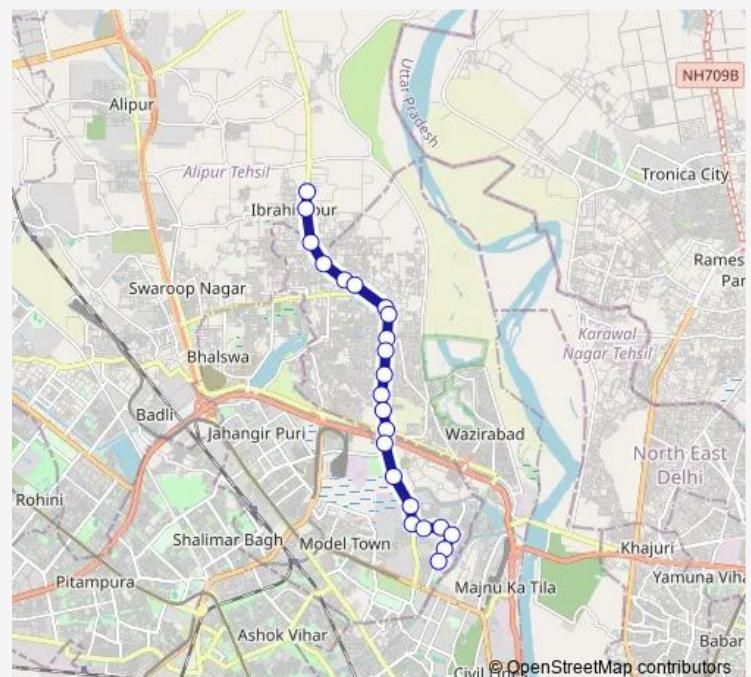 NH709B
Uttar Pradesh
Alipur
Alipur Tehsil
Tronica City
Ibrahimpur
Rames
Par
Swaroop Nagar
Karawal
Nagar Tehsil
Bhalswa
Badli
Jahangir Puri
Wazirabad
North East
Delhi
Rohini
Shalimar Bagh
Model Town
Khajuri
Pitampura
Majnu Ka Tila
Yamuna Viha
Ashok Vihar
Babar
Civil
© OpenStreetMap contributors